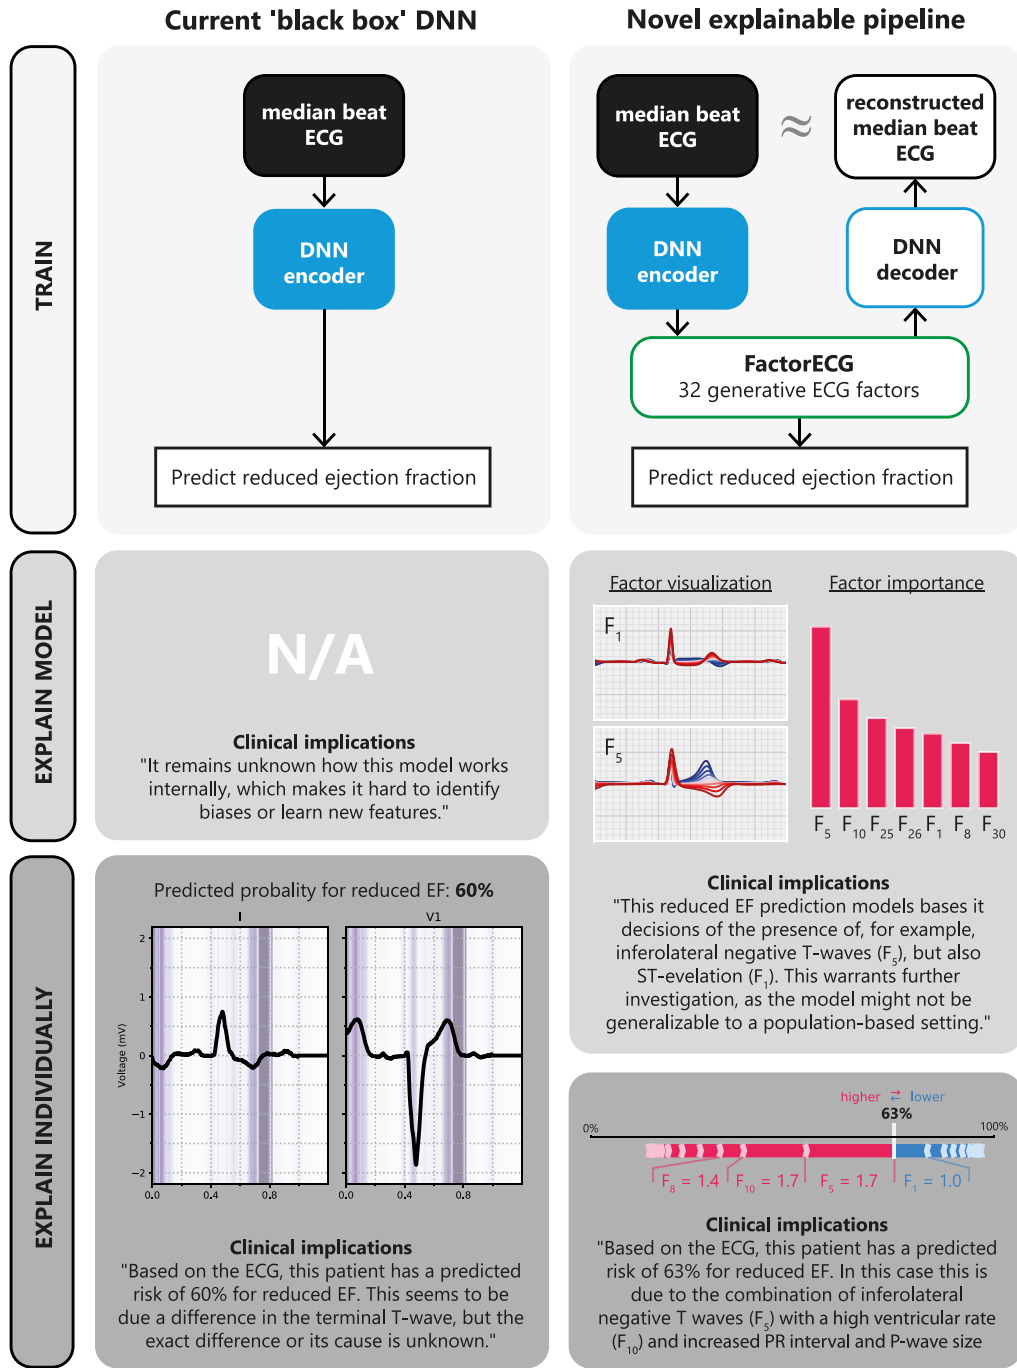 Current 'black box' DNN
Novel explainable pipeline
TRAIN
median beat
ECG
DNN
encoder
Predict reduced ejection fraction
median beat
ECG
≈
reconstructed
median beat
ECG
DNN
encoder
DNN
decoder
FactorECG
32 generative ECG factors
Predict reduced ejection fraction
EXPLAIN MODEL
N/A
Clinical implications
"It remains unknown how this model works
internally, which makes it hard to identify
biases or learn new features."
Factor visualization
F1
F5
Factor importance
F5 F10 F25 F26 F1 F8 F30
Clinical implications
"This reduced EF prediction models bases it
decisions of the presence of, for example,
inferolateral negative T-waves (F5), but also
ST-evelation (F1). This warrants further
investigation, as the model might not be
generalizable to a population-based setting."
EXPLAIN INDIVIDUALLY
Predicted probality for reduced EF: 60%
I
V1
Voltage (mV)
2
1
0
−1
−2
0.0 0.4 0.8
0.0 0.4 0.8
Clinical implications
"Based on the ECG, this patient has a predicted
risk of 60% for reduced EF. This seems to be
due a difference in the terminal T-wave, but the
exact difference or its cause is unknown."
higher ⇄ lower
63%
0%
100%
F8 = 1.4 F10 = 1.7 F5 = 1.7 F1 = 1.0
Clinical implications
"Based on the ECG, this patient has a predicted
risk of 63% for reduced EF. In this case this is
due to the combination of inferolateral
negative T waves (F5) with a high ventricular rate
(F10) and increased PR interval and P-wave size